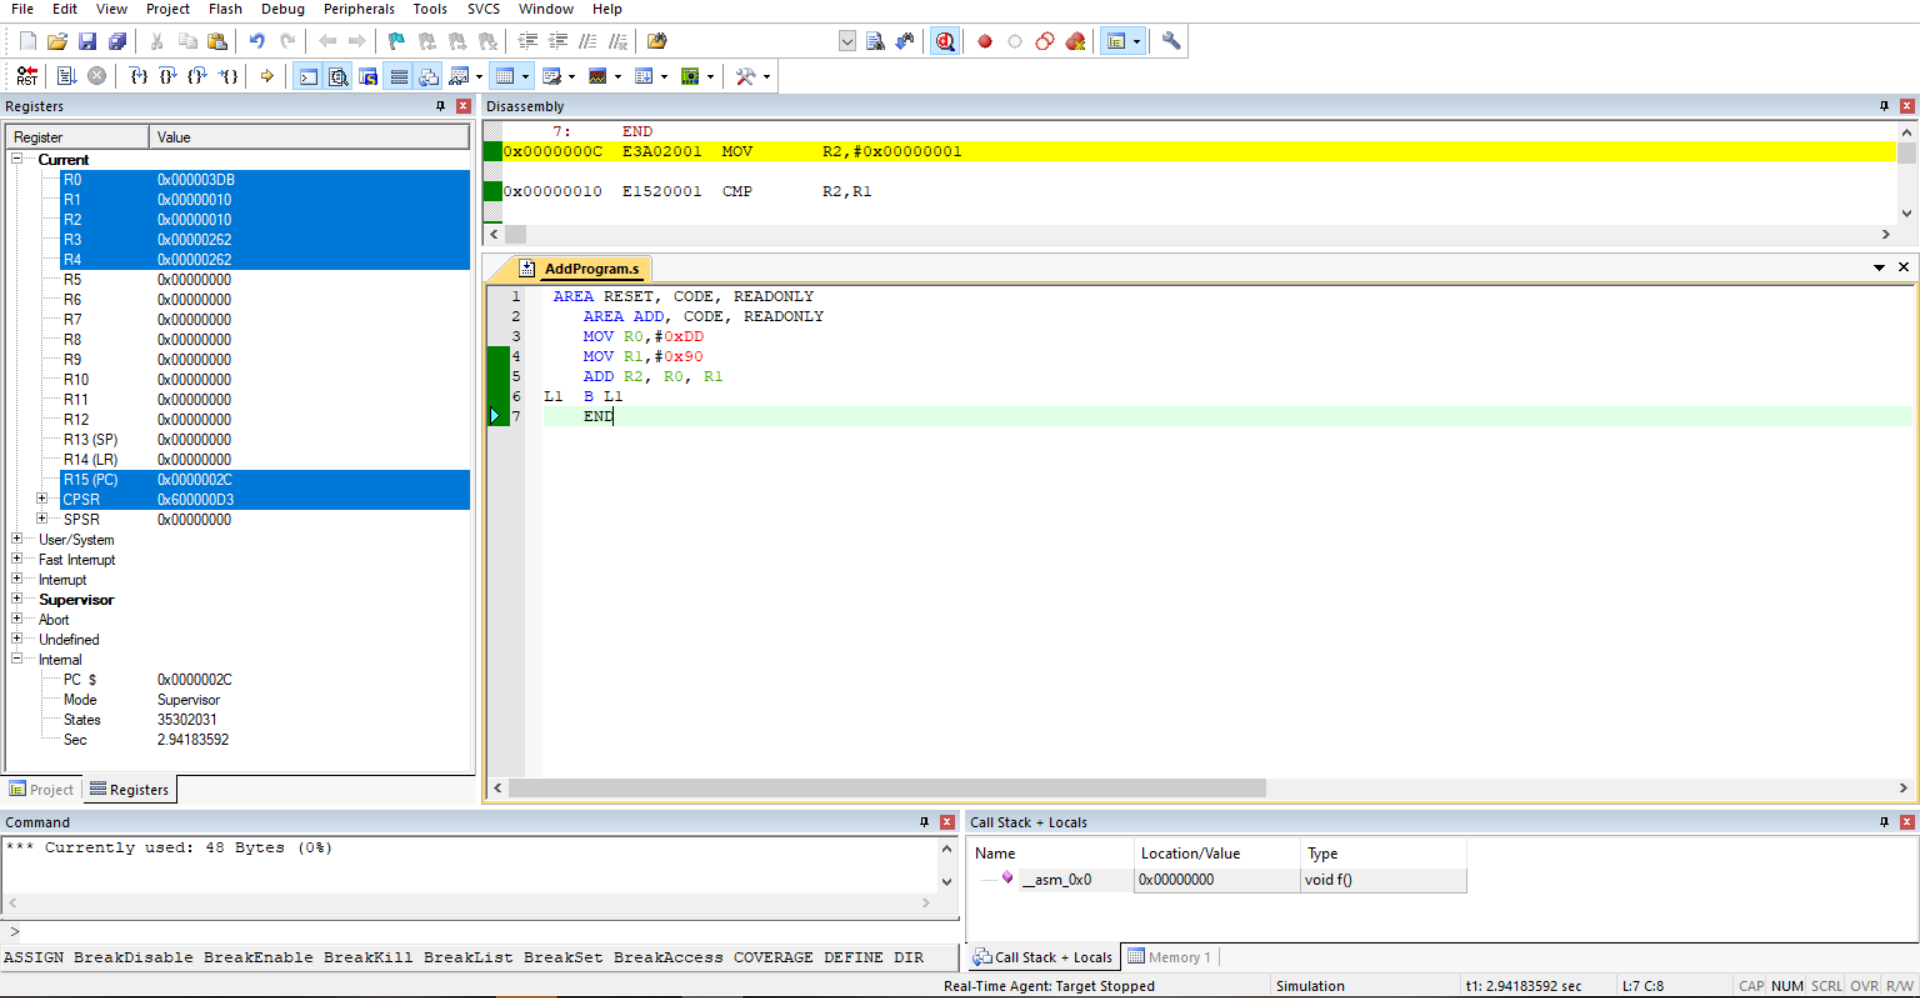 File Edit View Project Flash Debug Peripherals Tools SVCS Window Help
RST
Registers
Register Value
Current
R0 0x000003DB
R1 0x00000010
R2 0x00000010
R3 0x00000262
R4 0x00000262
R5 0x00000000
R6 0x00000000
R7 0x00000000
R8 0x00000000
R9 0x00000000
R10 0x00000000
R11 0x00000000
R12 0x00000000
R13 (SP) 0x00000000
R14 (LR) 0x00000000
R15 (PC) 0x0000002C
CPSR 0x600000D3
SPSR 0x00000000
User/System
Fast Interrupt
Interrupt
Supervisor
Abort
Undefined
Internal
PC $ 0x0000002C
Mode Supervisor
States 35302031
Sec 2.94183592
Project Registers
Disassembly
7: END
0x0000000C E3A02001 MOV R2,#0x00000001
0x00000010 E1520001 CMP R2,R1
AddProgram.s
1 AREA RESET, CODE, READONLY
2 AREA ADD, CODE, READONLY
3 MOV R0,#0xDD
4 MOV R1,#0x90
5 ADD R2, R0, R1
6 L1 B L1
7 END
Command
*** Currently used: 48 Bytes (0%)
>
ASSIGN BreakDisable BreakEnable BreakKill BreakList BreakSet BreakAccess COVERAGE DEFINE DIR
Call Stack + Locals
Name Location/Value Type
__asm_0x0 0x00000000 void f()
Call Stack + Locals Memory 1
Real-Time Agent: Target Stopped Simulation t1: 2.94183592 sec L:7 C:8 CAP NUM SCRL OVR R/W